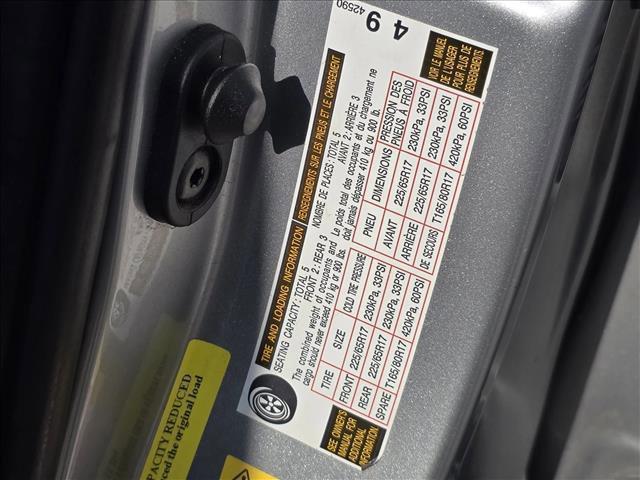 42590
4 9
TIRE AND LOADING INFORMATION
RENSEIGNEMENTS SUR LES PNEUS ET LE CHARGEMENT
SEATING CAPACITY: TOTAL 5
FRONT 2: REAR 3
NOMBRE DE PLACES: TOTAL 5
AVANT 2: ARRIÈRE 3
The combined weight of occupants and
cargo should never exceed 410 kg or 900 lbs.
Le poids total des occupants et du chargement ne
doit jamais dépasser 410 kg ou 900 lb.
TIRE SIZE COLD TIRE PRESSURE
FRONT 225/65R17 230kPa, 33PSI
REAR 225/65R17 230kPa, 33PSI
SPARE T165/80R17 420kPa, 60PSI
PNEU DIMENSIONS PRESSION DES
PNEUS À FROID
AVANT 225/65R17 230kPa, 33PSI
ARRIÈRE 225/65R17 230kPa, 33PSI
DE SECOURS T165/80R17 420kPa, 60PSI
SEE OWNER'S
MANUAL FOR
ADDITIONAL
INFORMATION
VOIR LE MANUEL
DE L'USAGER
POUR PLUS DE
RENSEIGNEMENTS
APACITY REDUCED
the original load